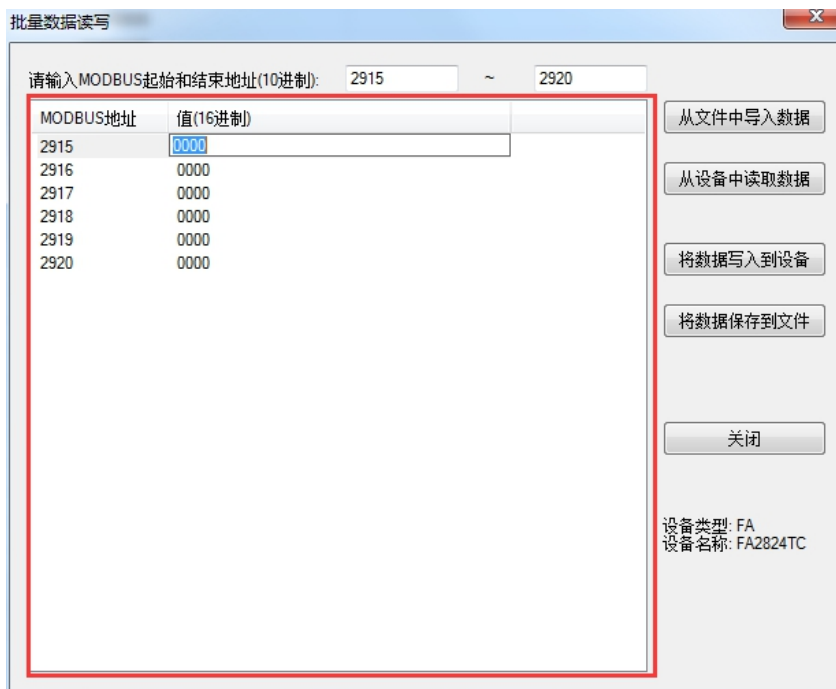 批量数据读写
请输入MODBUS起始和结束地址(10进制): 2915 ~ 2920
MODBUS地址 值(16进制)
2915 0000
2916 0000
2917 0000
2918 0000
2919 0000
2920 0000
从文件中导入数据
从设备中读取数据
将数据写入到设备
将数据保存到文件
关闭
设备类型: FA
设备名称: FA2824TC